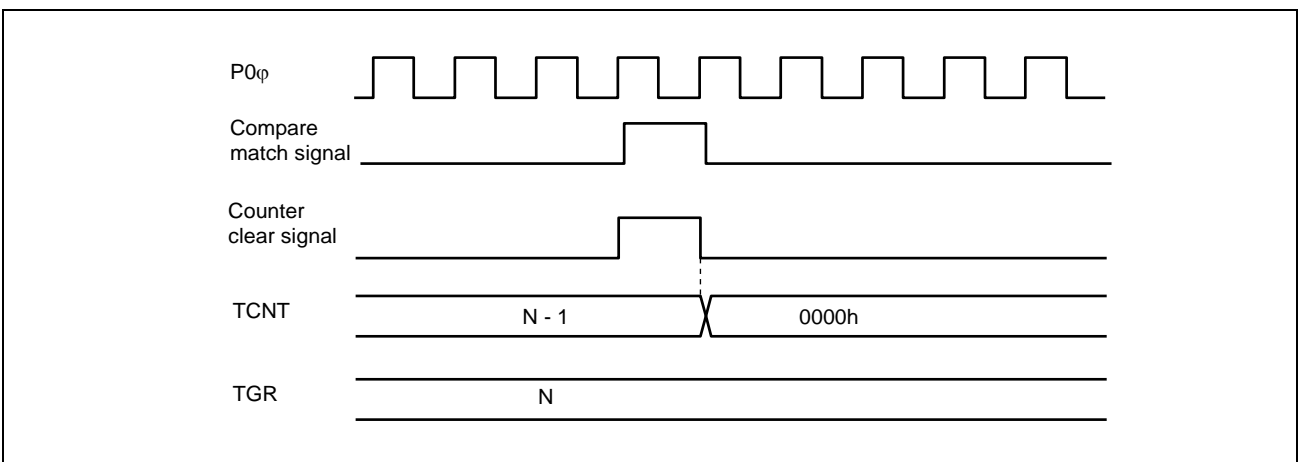 P0φ
Compare
match signal
Counter
clear signal
TCNT
N - 1
0000h
TGR
N